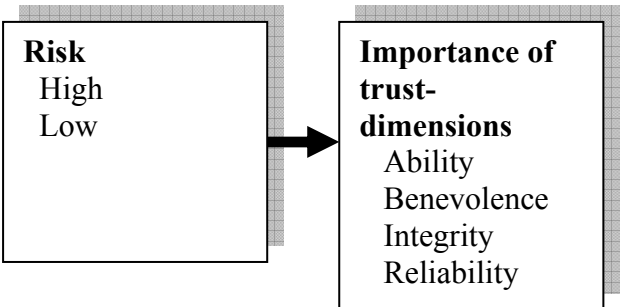 Risk
High
Low
Importance of
trust-
dimensions
Ability
Benevolence
Integrity
Reliability